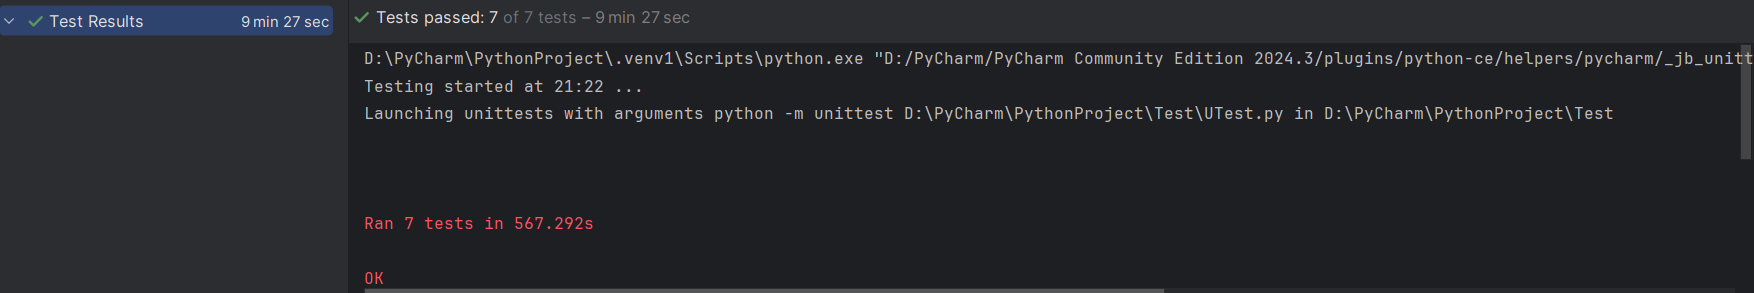 Test Results 9 min 27 sec
Tests passed: 7 of 7 tests – 9 min 27 sec
D:\PyCharm\PythonProject\.venv1\Scripts\python.exe "D:/PyCharm/PyCharm Community Edition 2024.3/plugins/python-ce/helpers/pycharm/_jb_unitt
Testing started at 21:22 ...
Launching unittests with arguments python -m unittest D:\PyCharm\PythonProject\Test\UTest.py in D:\PyCharm\PythonProject\Test
Ran 7 tests in 567.292s
OK